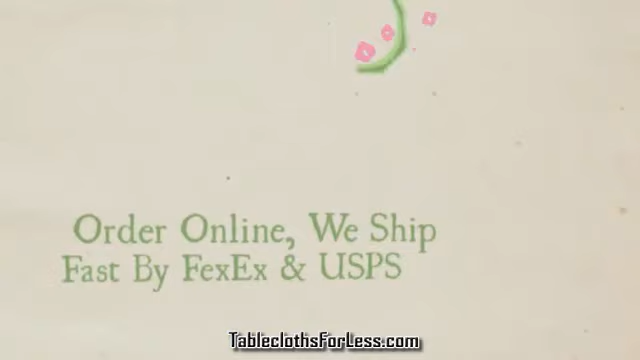 Order Online, We Ship
Fast By FexEx & USPS
TableclothsForLess.com